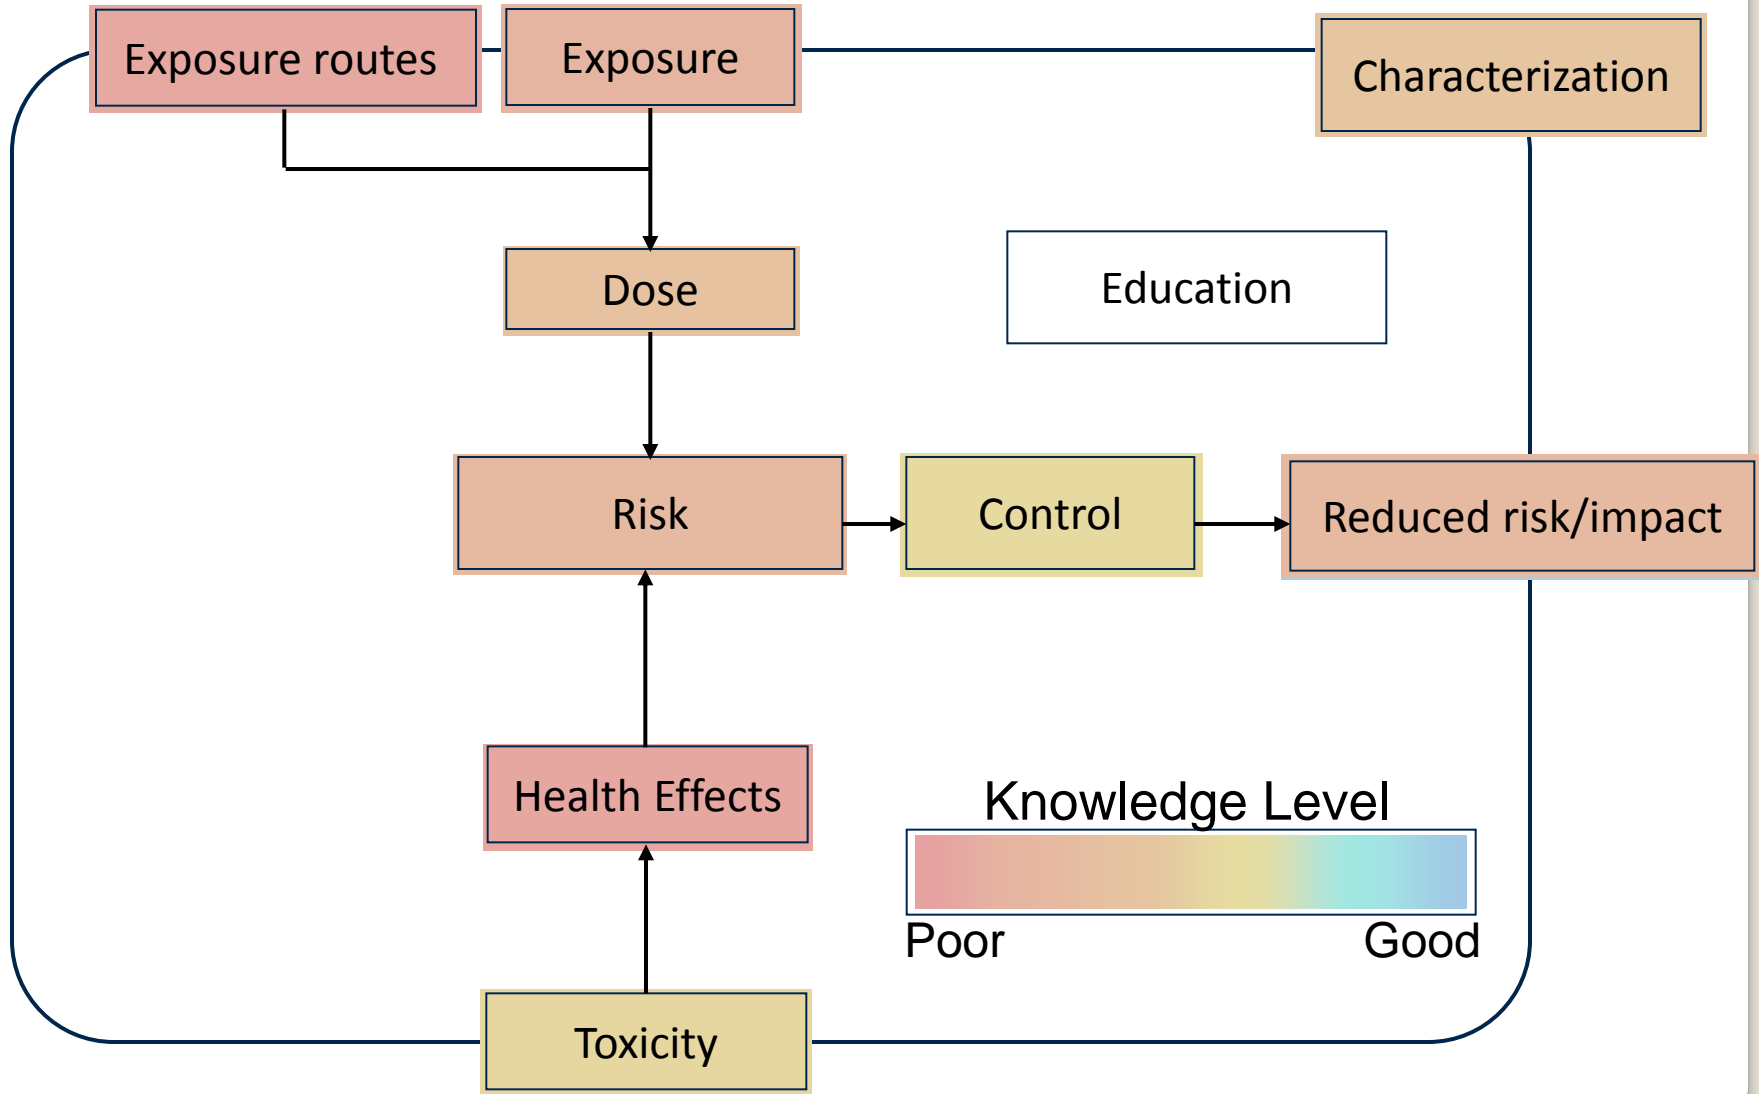 Exposure routes
Exposure
Characterization
Dose
Education
Risk
Control
Reduced risk/impact
Health Effects
Knowledge Level
Poor
Good
Toxicity